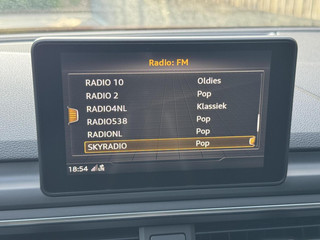 Radio: FM
RADIO 10 Oldies
RADIO 2 Pop
RADIO4NL Klassiek
RADIO538 Pop
RADIONL Pop
SKYRADIO Pop
18:54